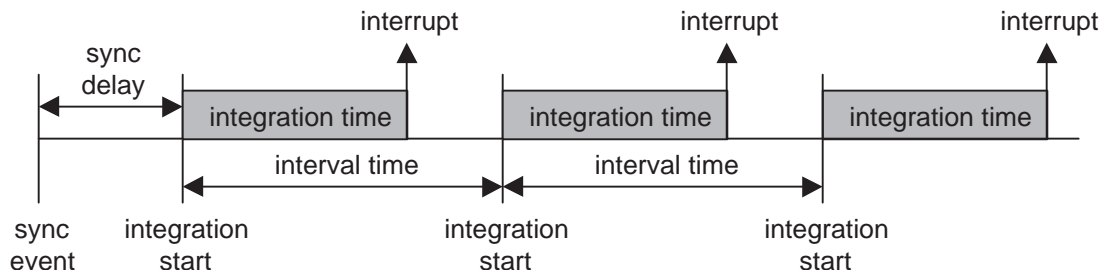 interrupt
interrupt
interrupt
sync
delay
integration time
integration time
integration time
interval time
interval time
sync
event
integration
start
integration
start
integration
start